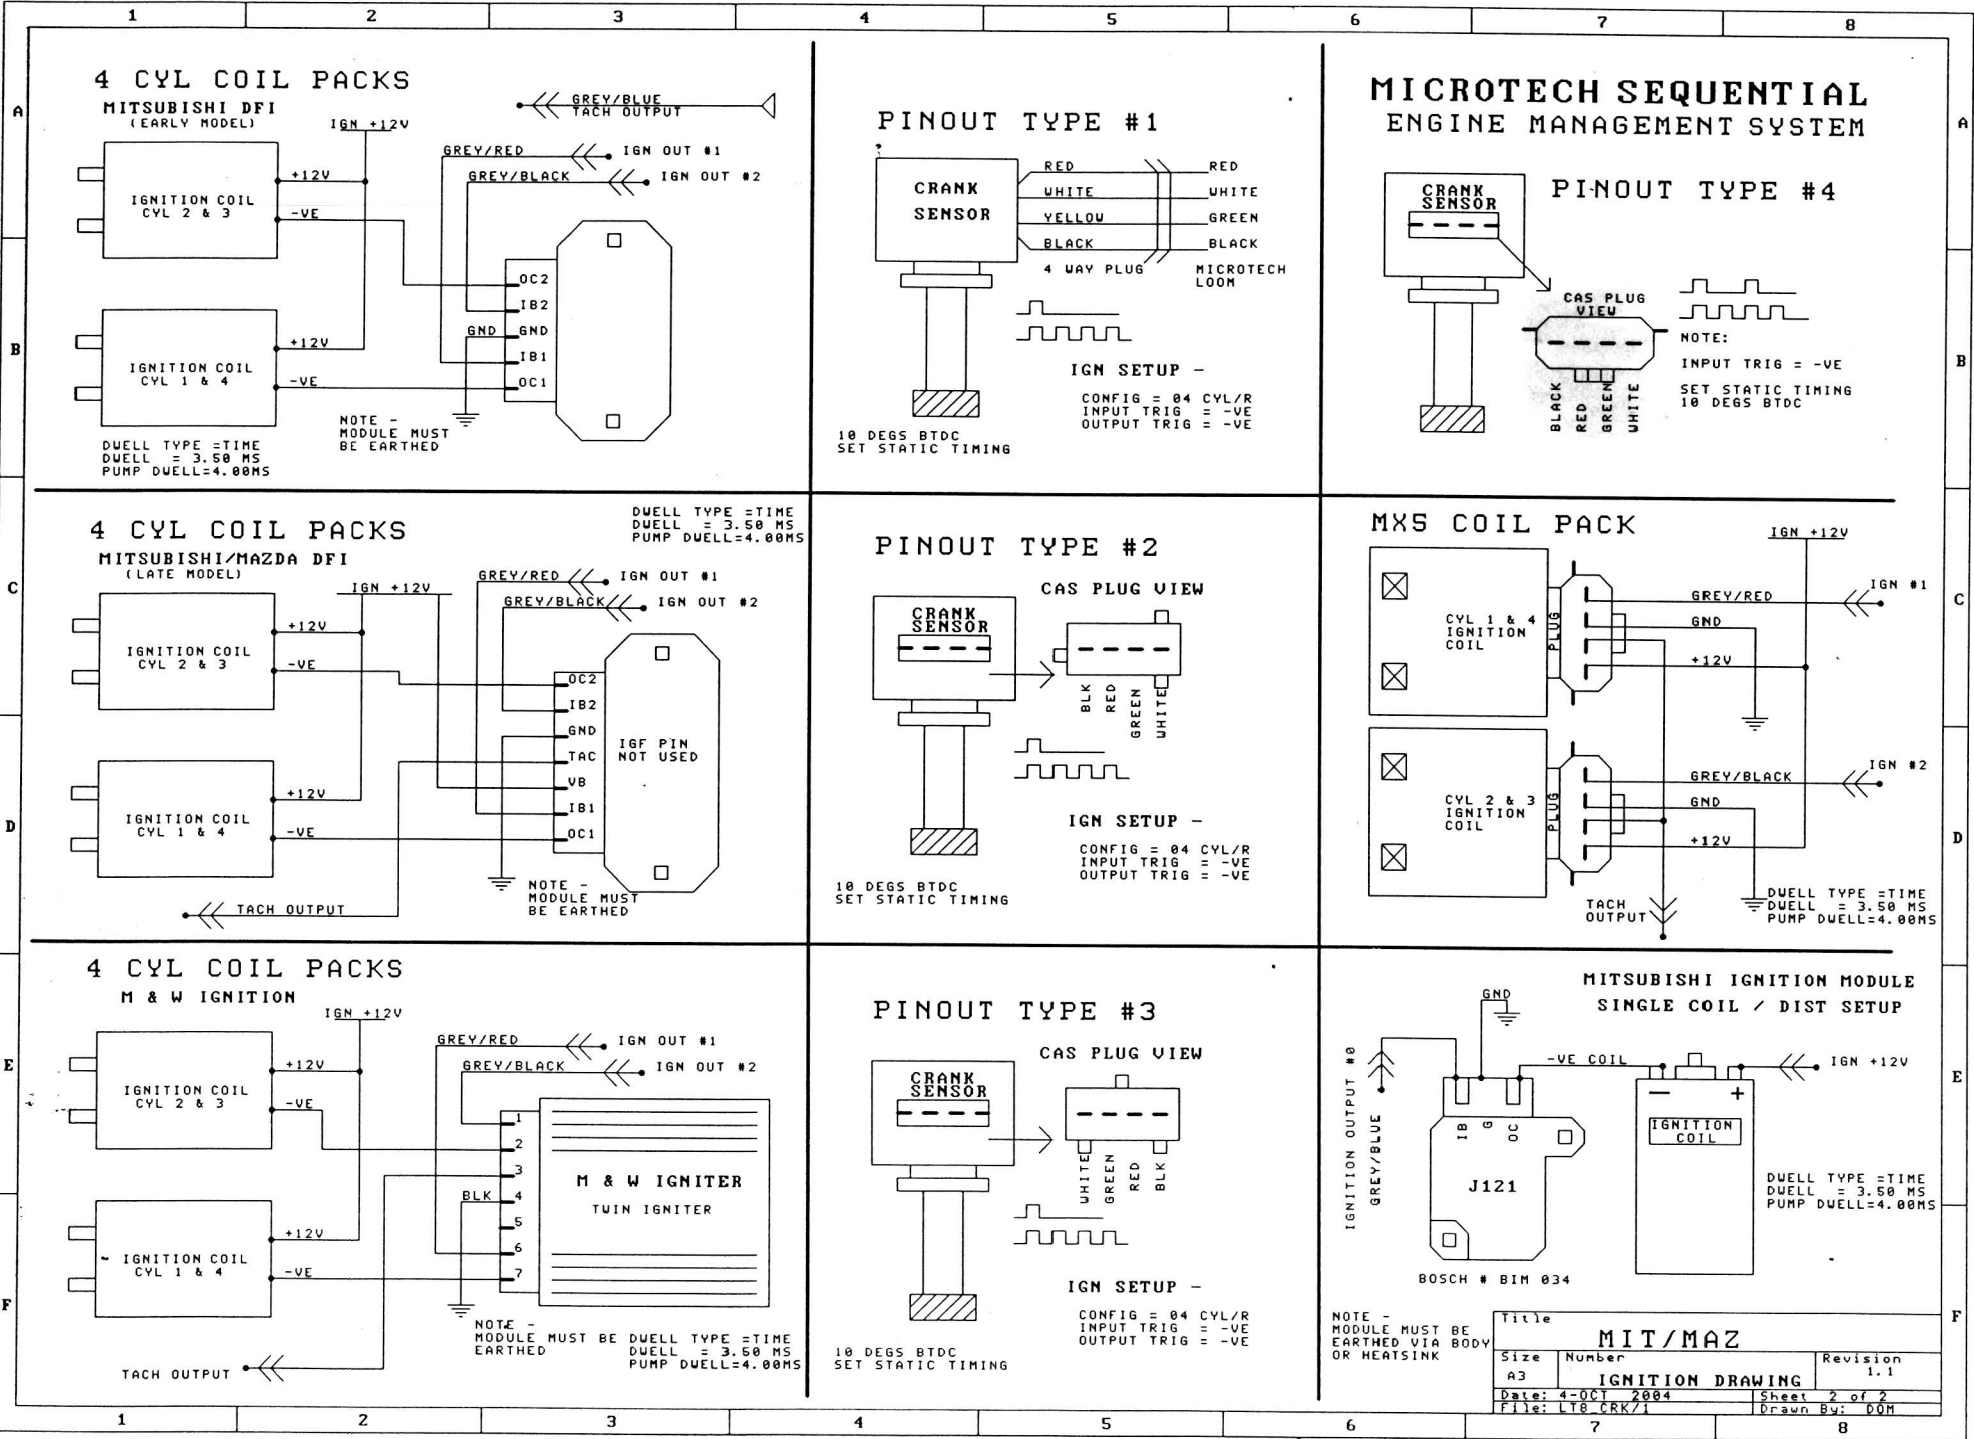 1 2 3 4 5 6 7 8
A
B
C
D
E
F
4 CYL COIL PACKS
MITSUBISHI DFI
(EARLY MODEL)
IGN +12V
GREY/BLUE
TACH OUTPUT
GREY/RED
IGN OUT #1
GREY/BLACK
IGN OUT #2
IGNITION COIL
CYL 2 & 3
+12V
-VE
IGNITION COIL
CYL 1 & 4
+12V
-VE
OC2
IB2
GND
GND
IB1
OC1
NOTE -
MODULE MUST
BE EARTHED
DWELL TYPE =TIME
DWELL = 3.50 MS
PUMP DWELL=4.00MS
PINOUT TYPE #1
CRANK
SENSOR
RED
WHITE
YELLOW
BLACK
RED
WHITE
GREEN
BLACK
4 WAY PLUG
MICROTECH
LOOM
IGN SETUP -
CONFIG = 04 CYL/R
INPUT TRIG = -VE
OUTPUT TRIG = -VE
10 DEGS BTDC
SET STATIC TIMING
MICROTECH SEQUENTIAL
ENGINE MANAGEMENT SYSTEM
PINOUT TYPE #4
CRANK
SENSOR
CAS PLUG
VIEW
BLACK
RED
GREEN
WHITE
NOTE:
INPUT TRIG = -VE
SET STATIC TIMING
10 DEGS BTDC
4 CYL COIL PACKS
MITSUBISHI/MAZDA DFI
(LATE MODEL)
DWELL TYPE =TIME
DWELL = 3.50 MS
PUMP DWELL=4.00MS
IGN +12V
GREY/RED
IGN OUT #1
GREY/BLACK
IGN OUT #2
IGNITION COIL
CYL 2 & 3
+12V
-VE
IGNITION COIL
CYL 1 & 4
+12V
-VE
OC2
IB2
GND
TAC
VB
IB1
OC1
IGF PIN
NOT USED
NOTE -
MODULE MUST
BE EARTHED
TACH OUTPUT
PINOUT TYPE #2
CAS PLUG VIEW
CRANK
SENSOR
BLK
RED
GREEN
WHITE
IGN SETUP -
CONFIG = 04 CYL/R
INPUT TRIG = -VE
OUTPUT TRIG = -VE
10 DEGS BTDC
SET STATIC TIMING
MX5 COIL PACK
IGN +12V
CYL 1 & 4
IGNITION
COIL
PLUG
GREY/RED
IGN #1
GND
+12V
CYL 2 & 3
IGNITION
COIL
PLUG
GREY/BLACK
IGN #2
GND
+12V
TACH
OUTPUT
DWELL TYPE =TIME
DWELL = 3.50 MS
PUMP DWELL=4.00MS
4 CYL COIL PACKS
M & W IGNITION
IGN +12V
GREY/RED
IGN OUT #1
GREY/BLACK
IGN OUT #2
IGNITION COIL
CYL 2 & 3
+12V
-VE
IGNITION COIL
CYL 1 & 4
+12V
-VE
BLK
1
2
3
4
5
6
7
M & W IGNITER
TWIN IGNITER
NOTE -
MODULE MUST BE
EARTHED
DWELL TYPE =TIME
DWELL = 3.50 MS
PUMP DWELL=4.00MS
TACH OUTPUT
PINOUT TYPE #3
CAS PLUG VIEW
CRANK
SENSOR
WHITE
GREEN
RED
BLK
IGN SETUP -
CONFIG = 04 CYL/R
INPUT TRIG = -VE
OUTPUT TRIG = -VE
10 DEGS BTDC
SET STATIC TIMING
MITSUBISHI IGNITION MODULE
SINGLE COIL / DIST SETUP
GND
IGNITION OUTPUT #0
GREY/BLUE
-VE COIL
IGN +12V
IB
G
OC
J121
BOSCH # BIM 034
- +
IGNITION
COIL
DWELL TYPE =TIME
DWELL = 3.50 MS
PUMP DWELL=4.00MS
NOTE -
MODULE MUST BE
EARTHED VIA BODY
OR HEATSINK
Title
MIT/MAZ
Size
A3
Number
IGNITION DRAWING
Revision
1.1
Date: 4-OCT 2004
Sheet 2 of 2
File: LT8_CRK/1
Drawn By: DOM
A
B
C
D
E
F
1 2 3 4 5 6 7 8